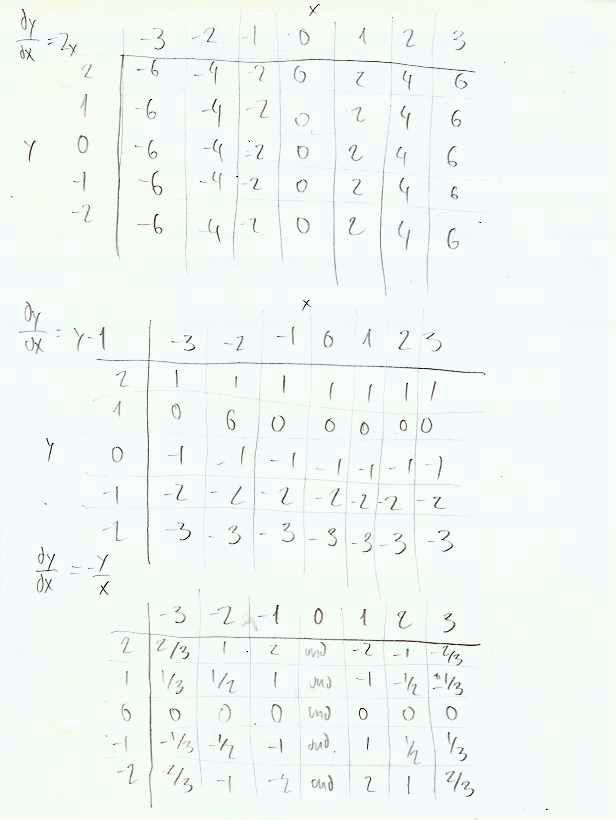 x
dy/dx = 2x -3 -2 -1 0 1 2 3
2 -6 -4 -2 0 2 4 6
1 -6 -4 -2 0 2 4 6
y 0 -6 -4 -2 0 2 4 6
-1 -6 -4 -2 0 2 4 6
-2 -6 -4 -2 0 2 4 6
x
dy/dx = y-1 -3 -2 -1 0 1 2 3
2 1 1 1 1 1 1 1
1 0 0 0 0 0 0 0
y 0 -1 -1 -1 -1 -1 -1 -1
-1 -2 -2 -2 -2 -2 -2 -2
-2 -3 -3 -3 -3 -3 -3 -3
dy/dx = -y/x
-3 -2 -1 0 1 2 3
2 2/3 1 2 und -2 -1 -2/3
1 1/3 1/2 1 und -1 -1/2 -1/3
0 0 0 0 und 0 0 0
-1 -1/3 -1/2 -1 und. 1 1/2 1/3
-2 2/3 -1 -2 und 2 1 2/3